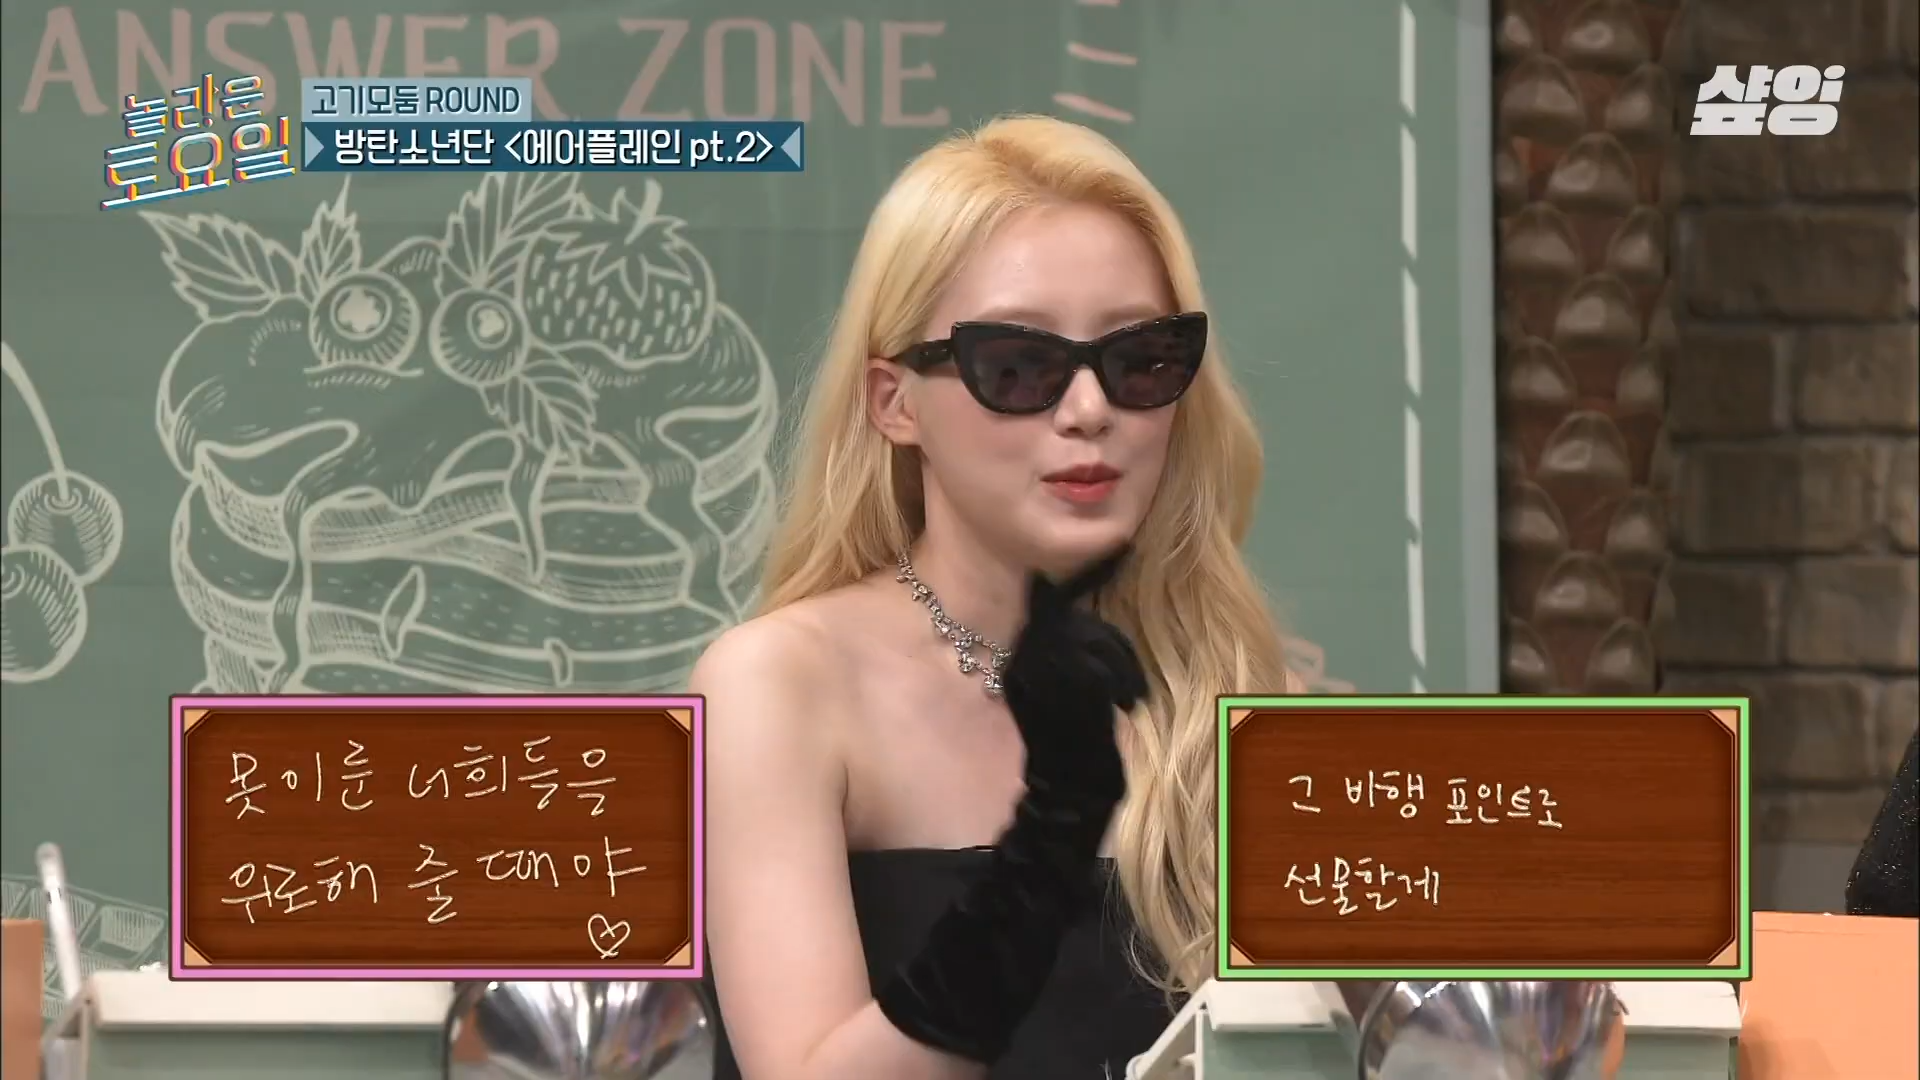 ANSWER ZONE
놀라운
토요일
고기모둠 ROUND
방탄소년단 <에어플레인 pt.2>
샾잉
못 이룬 너희들을
위로해 줄 때야
그 바행 포인트로
선물할게